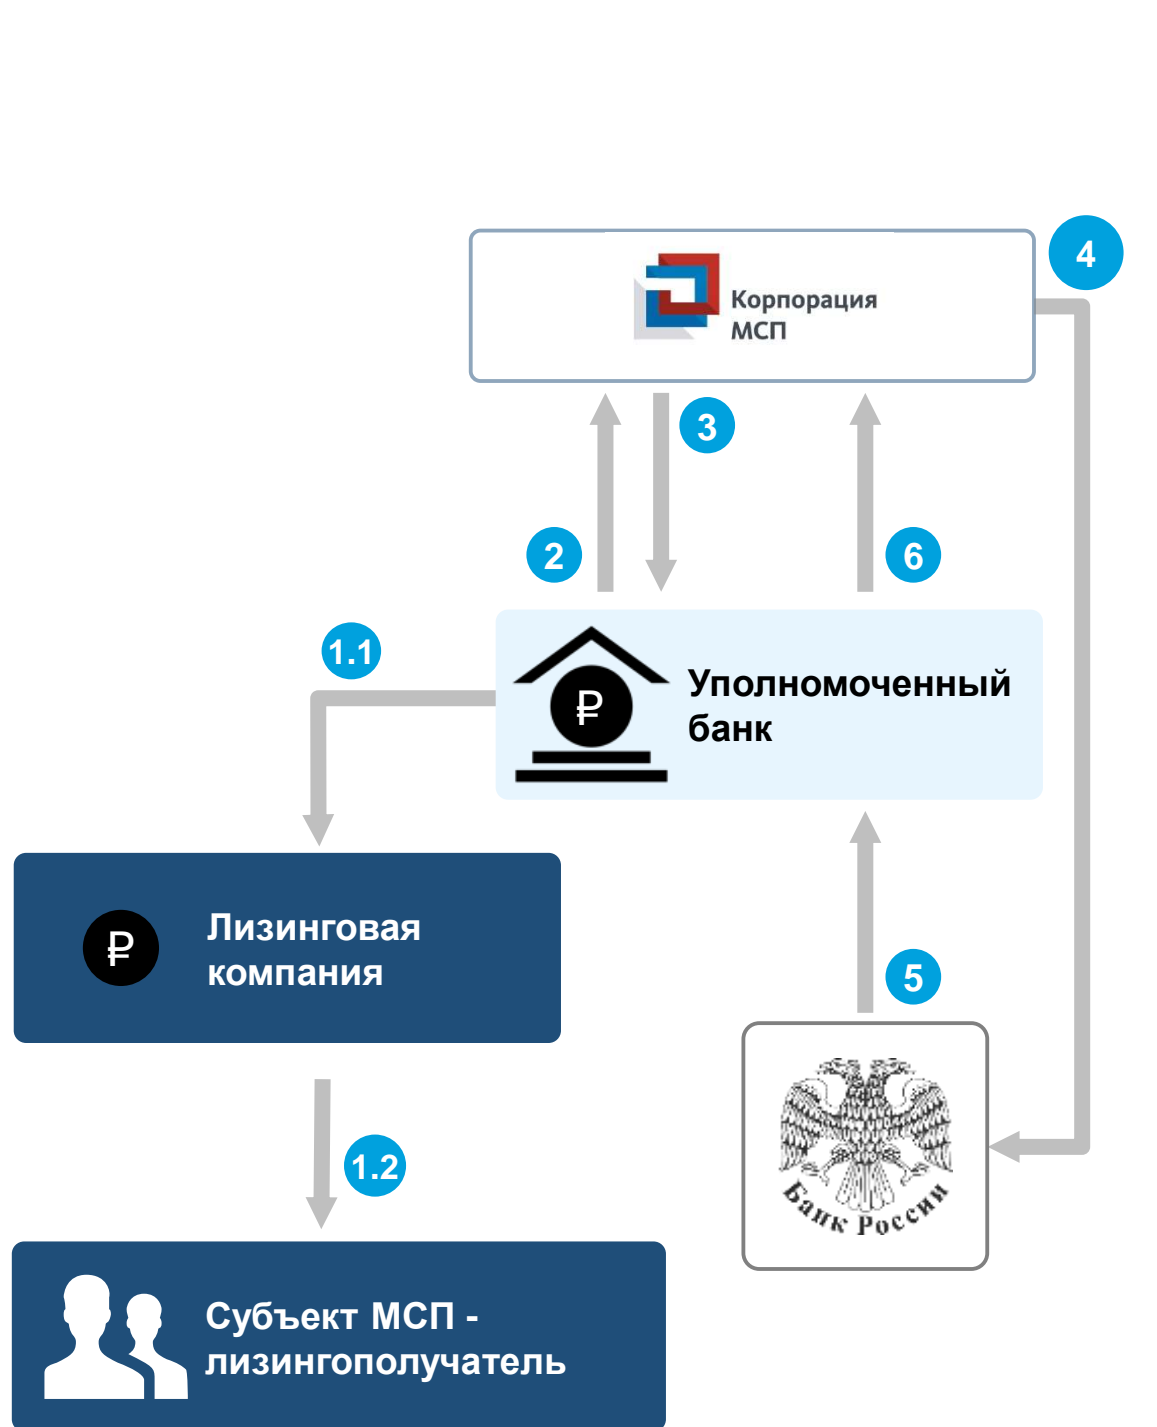 4
Корпорация
МСП
3
2
6
1.1
Уполномоченный
банк
₽
Лизинговая
компания
₽
5
1.2
Банк России
Субъект МСП -
лизингополучатель